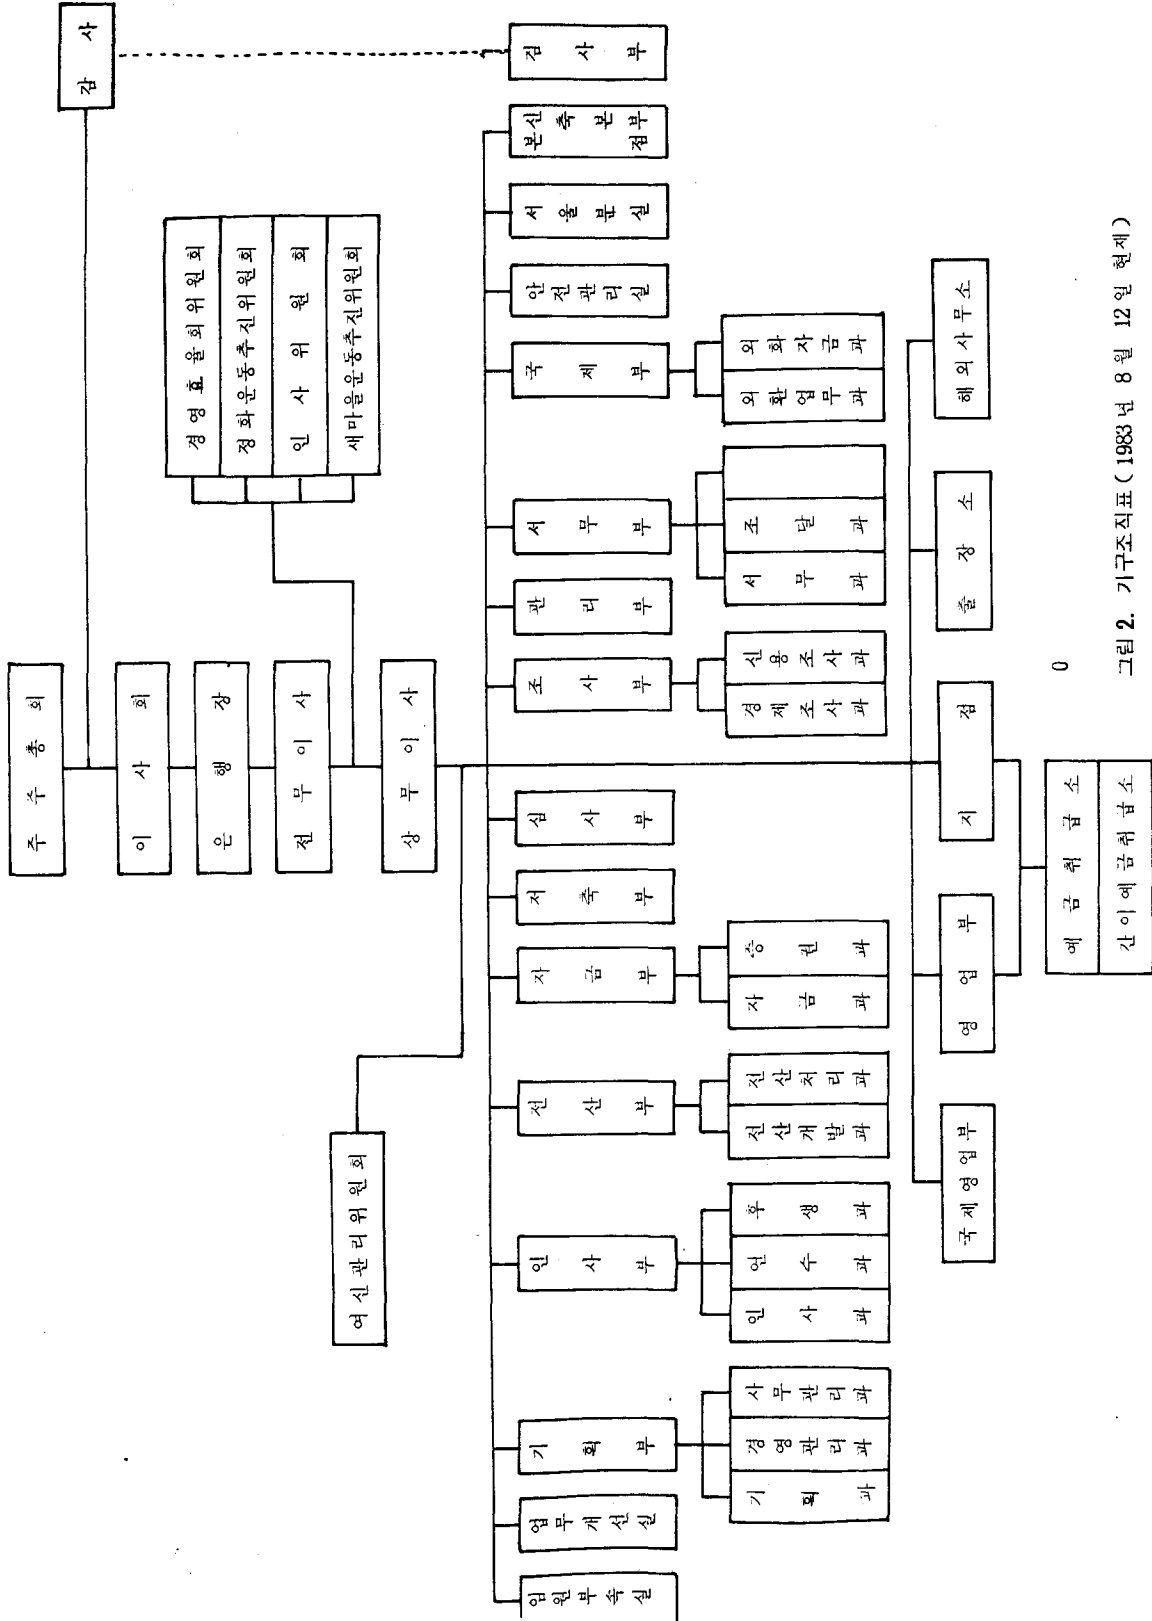 주주총회
감사
이사회
은행장
전무이사
상무이사
경영효율회위원회
정화운동추진위원회
인사위원회
새마을운동추진위원회
여신관리위원회
임원부속실
업무개선실
기획부
인사부
전산부
자금부
저축부
심사부
조사부
관리부
서무부
국제부
안전관리실
서울분실
본점신축본부
검사부
기획과
경영관리과
사무관리과
인사과
연수과
후생과
전산개발과
전산처리과
자금과
증권과
경제조사과
신용조사과
서무과
조달과
외환업무과
외화자금과
국제영업부
영업부
지점
출장소
해외사무소
예금취급소
간이예금취급소
0
그림 2. 기구조직표 (1983년 8월 12일 현재)